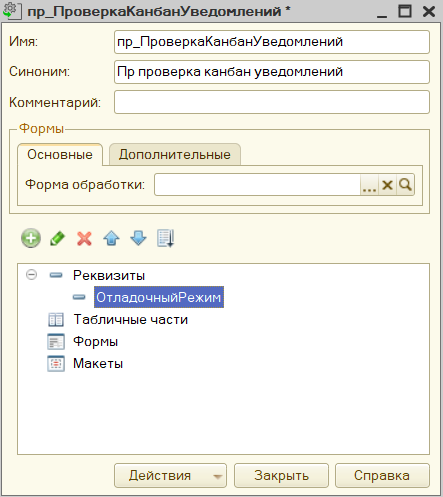 пр_ПроверкаКанбанУведомлений *
Имя: пр_ПроверкаКанбанУведомлений
Синоним: Пр проверка канбан уведомлений
Комментарий:
Формы
Основные Дополнительные
Форма обработки: ...
Реквизиты
ОтладочныйРежим
Табличные части
Формы
Макеты
Действия Закрыть Справка